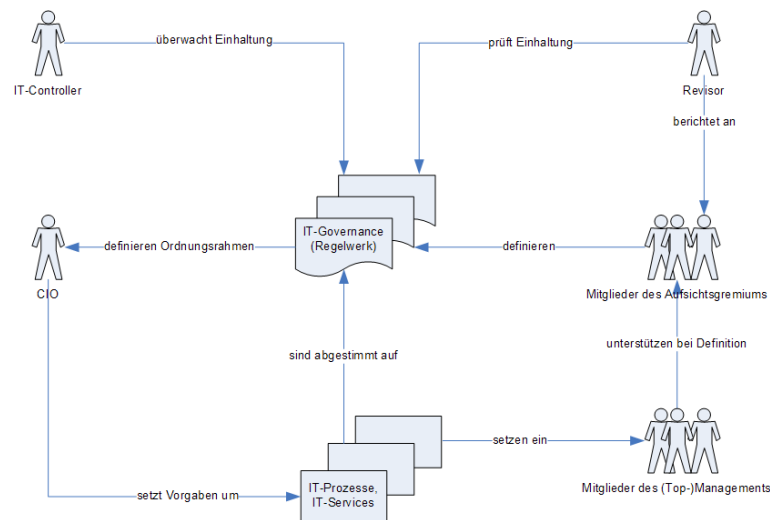 überwacht Einhaltung
prüft Einhaltung
IT-Controller
Revisor
berichtet an
IT-Governance
(Regelwerk)
definieren Ordnungsrahmen
definieren
CIO
Mitglieder des Aufsichtsgremiums
unterstützen bei Definition
sind abgestimmt auf
setzen ein
Mitglieder des (Top-)Managements
setzt Vorgaben um
IT-Prozesse,
IT-Services